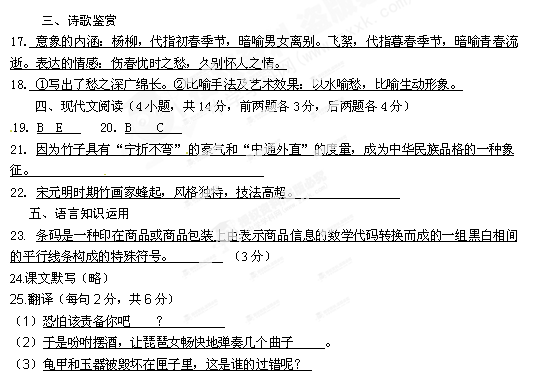 三、诗歌鉴赏
17. 意象的内涵：杨柳，代指初春季节，暗喻男女离别。飞絮，代指暮春季节，暗喻青春流
逝。表达的情感：伤春忧时之愁，久别怀人之情。
18. ①写出了愁之深广绵长。②比喻手法及艺术效果：以水喻愁，比喻生动形象。
四、现代文阅读（4小题，共14分，前两题各3分，后两题各4分）
19. B E 20. B C
21. 因为竹子具有“宁折不弯”的豪气和“中通外直”的度量，成为中华民族品格的一种象
征。
22. 宋元明时期竹画家蜂起，风格独特，技法高超。
五、语言知识运用
23. 条码是一种印在商品或商品包装上由表示商品信息的数学代码转换而成的一组黑白相间
的平行线条构成的特殊符号。 （3分）
24.课文默写（略）
25.翻译（每句2分，共6分）
（1）恐怕该责备你吧 ？
（2）于是吩咐摆酒，让琵琶女畅快地弹奏几个曲子 。
（3）龟甲和玉器被毁坏在匣子里，这是谁的过错呢？